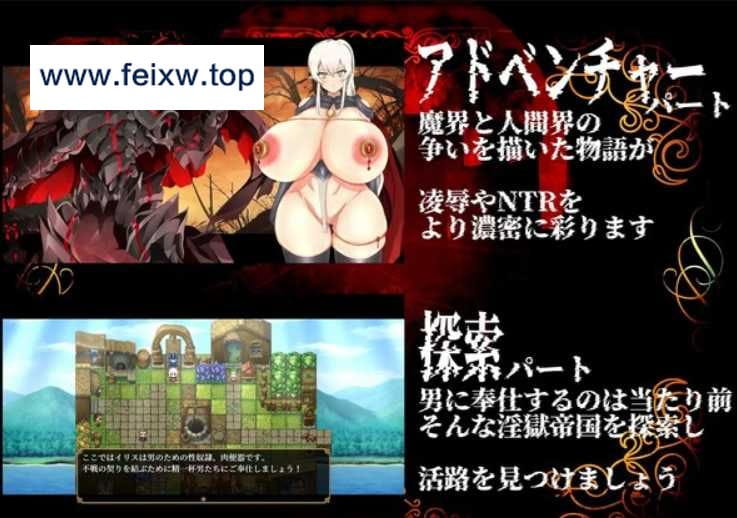 www.feixw.top
アドベンチャー
パート
魔界と人間界の
争いを描いた物語が
凌辱やNTRを
より濃密に彩ります
探索パート
男に奉仕するのは当たり前
そんな淫獄帝国を探索し
活路を見つけましょう
ここではイリスは男のための性奴隷、肉便器です。
不戦の契りを結ぶために精一杯男たちにご奉仕しましょう！